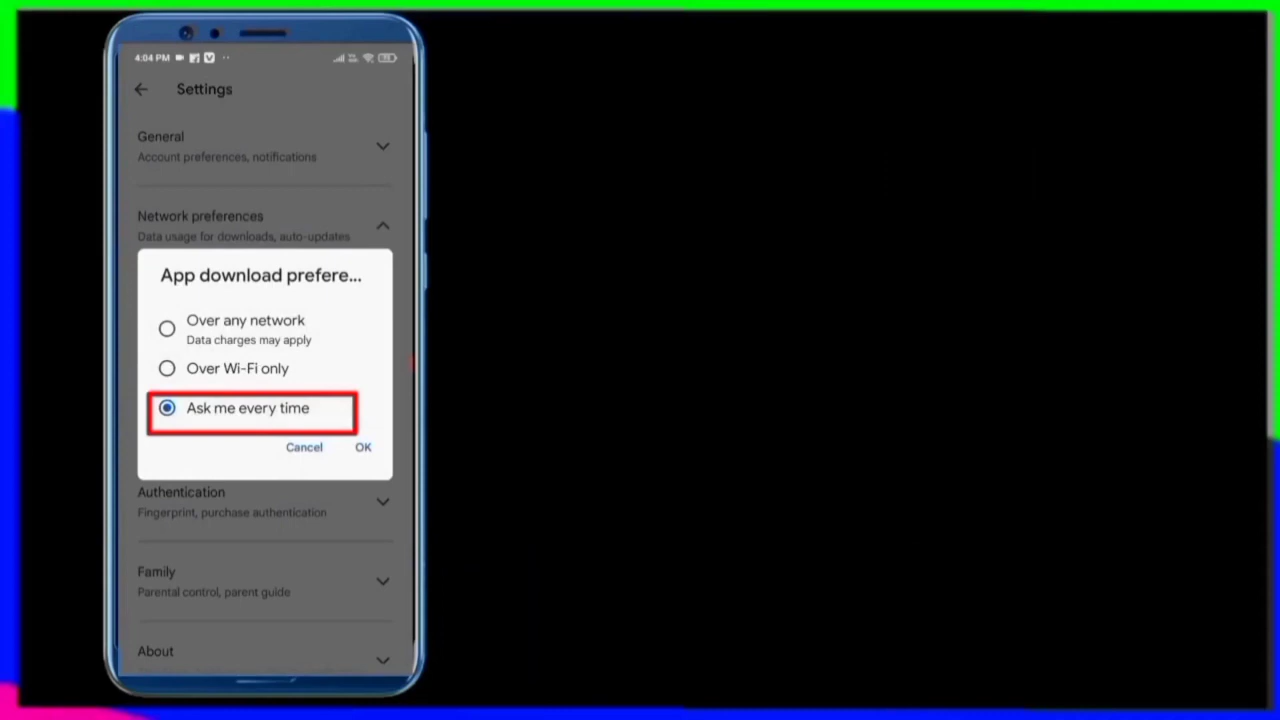 4:04 PM
Settings
General
Account preferences, notifications
Network preferences
Data usage for downloads, auto-updates
App download prefere...
Over any network
Data charges may apply
Over Wi-Fi only
Ask me every time
Cancel OK
Authentication
Fingerprint, purchase authentication
Family
Parental control, parent guide
About